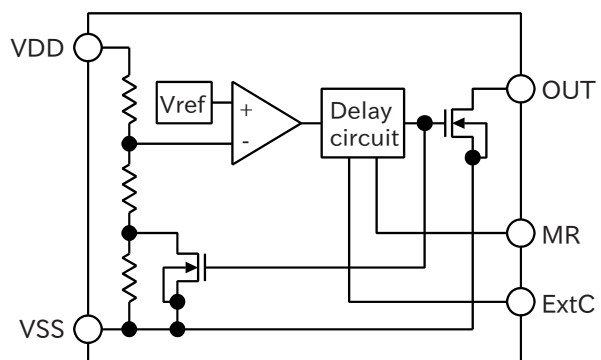 VDD
OUT
Vref
+
-
Delay
circuit
MR
ExtC
VSS